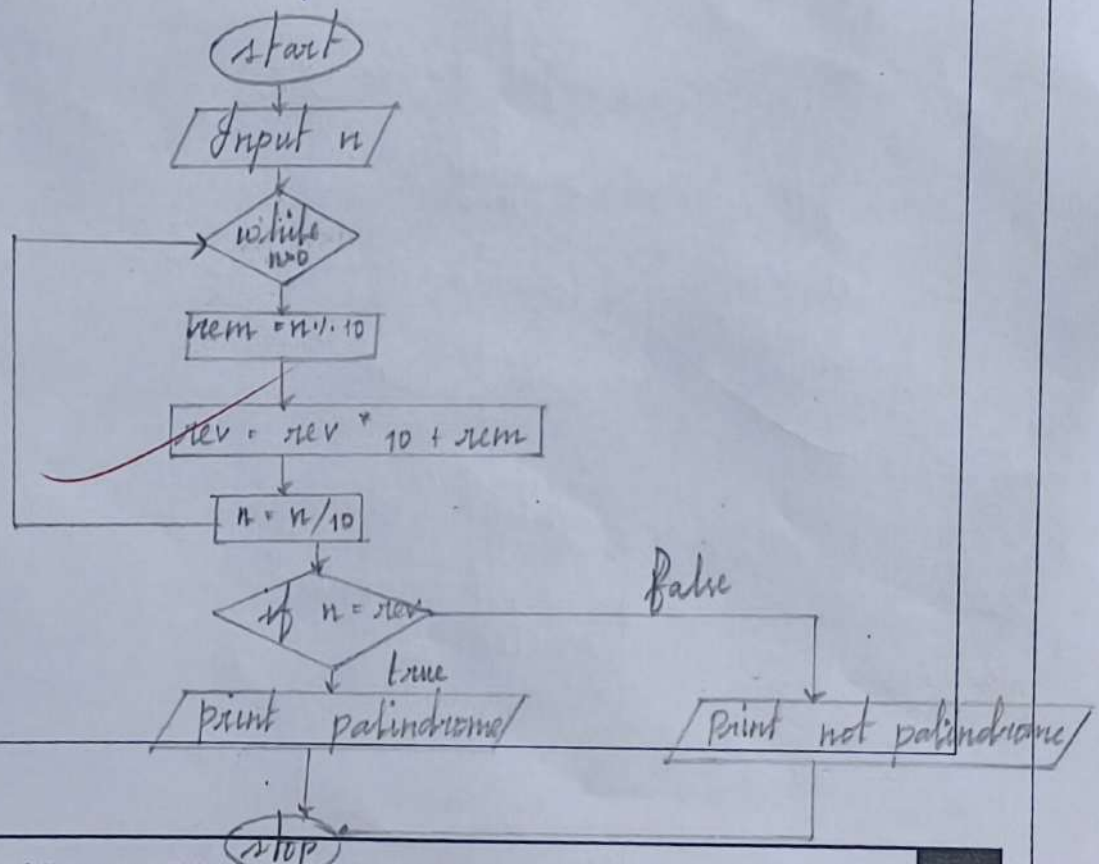 start
Input n
while
n>0
rem = n % 10
rev = rev * 10 + rem
n = n/10
if n = rev
false
true
print palindrome
print not palindrome
stop